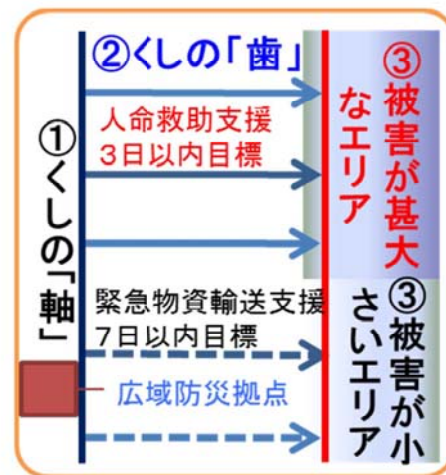 ②くしの「歯」
人命救助支援
3日以内目標
①くしの「軸」
緊急物資輸送支援
7日以内目標
広域防災拠点
③被害が甚大
なエリア
③被害が小
さいエリア